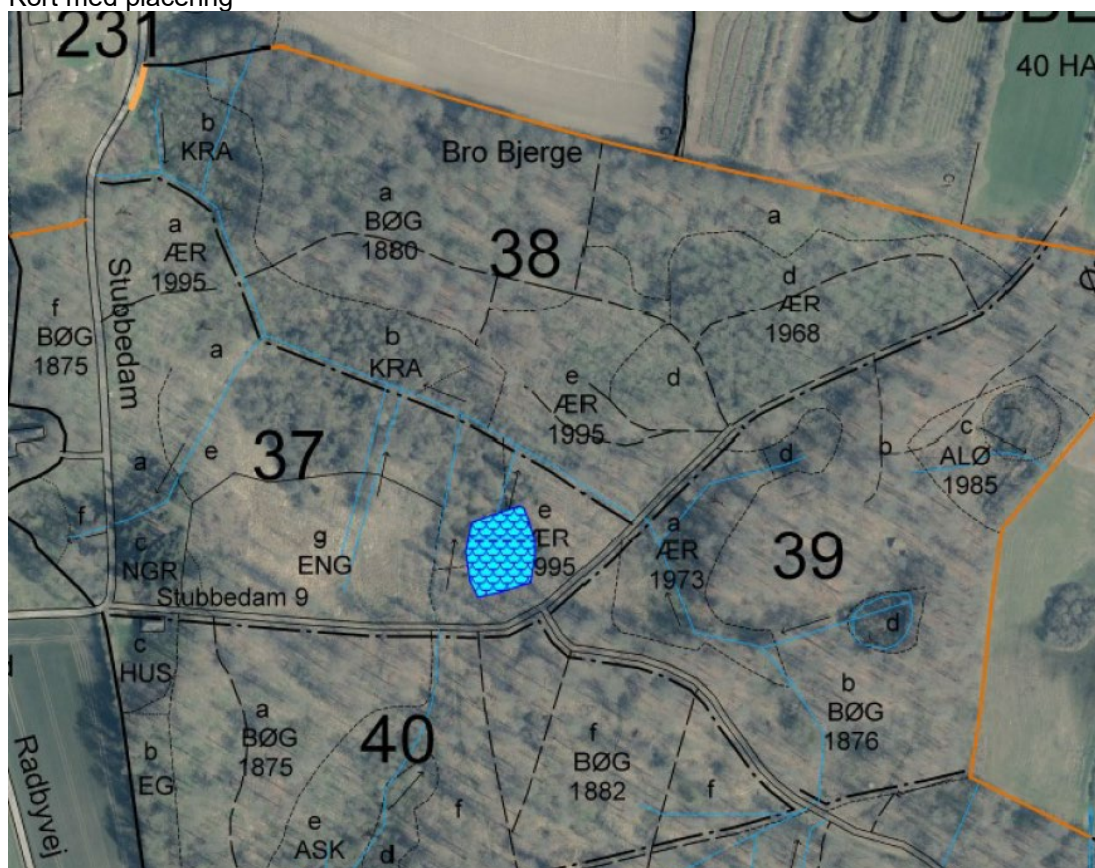 Kort med placering
231
STUBBE
40 HA
b
KRA
Bro Bjerge
a
BØG
1880
a
a
ÆR
1995
38
d
ÆR
1968
Stubbedam
f
BØG
1875
b
KRA
a
e
ÆR
1995
d
c
ALØ
1985
b
37
a
e
d
f
g
ENG
e
ÆR
995
a
ÆR
1973
39
c
NGR
Stubbedam 9
d
c
HUS
a
BØG
1875
40
f
BØG
1882
b
BØG
1876
b
EG
f
f
e
ASK
d
Radbyvej